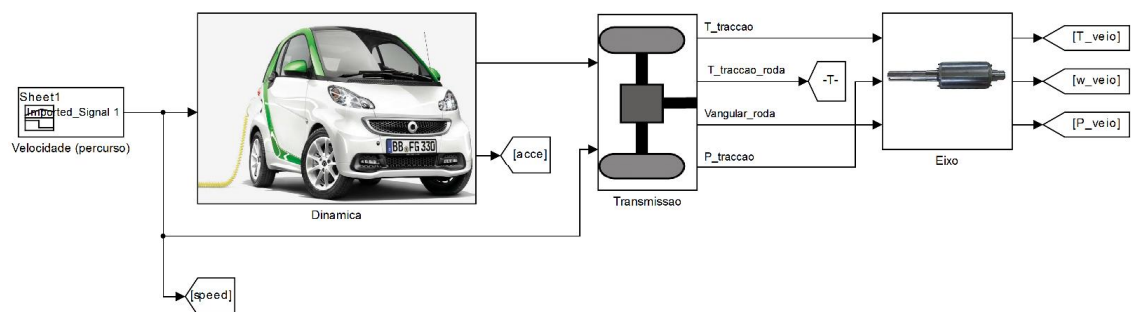 Sheet1
Imported_Signal 1
Velocidade (percurso)
[speed]
BB FG 330
Dinamica
[acce]
Transmissao
T_traccao
T_traccao_roda
-T-
Vangular_roda
P_traccao
Eixo
[T_veio]
[w_veio]
[P_veio]